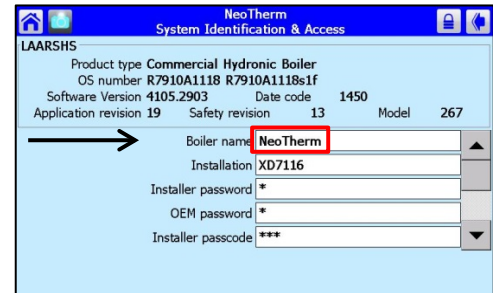 NeoTherm
System Identification & Access
LAARSHS
Product type Commercial Hydronic Boiler
OS number R7910A1118 R7910A1118s1f
Software Version 4105.2903 Date code 1450
Application revision 19 Safety revision 13 Model 267
Boiler name NeoTherm
Installation XD7116
Installer password *
OEM password *
Installer passcode ***